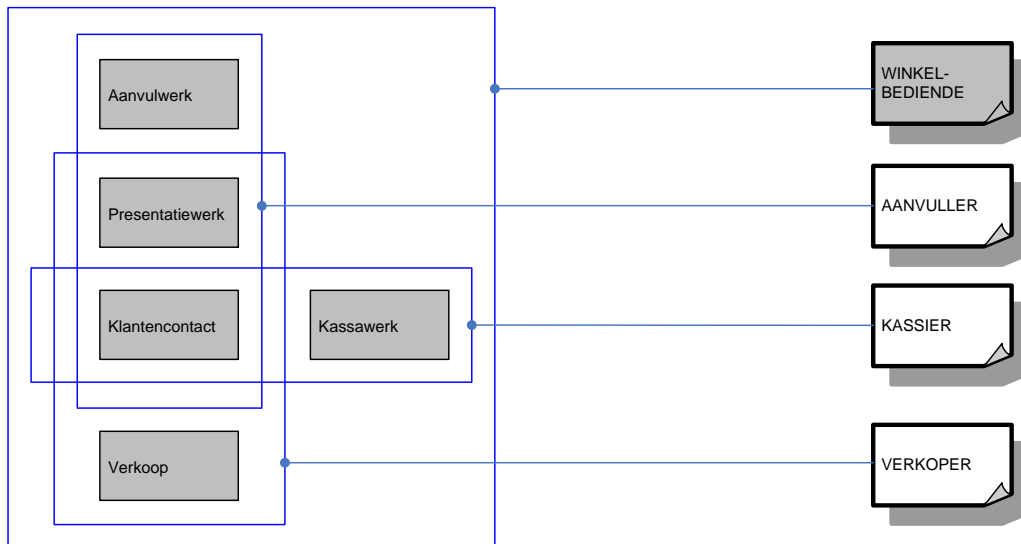 Aanvulwerk
WINKEL-
BEDIENDE
Presentatiewerk
AANVULLER
Klantencontact
Kassawerk
KASSIER
Verkoop
VERKOPER